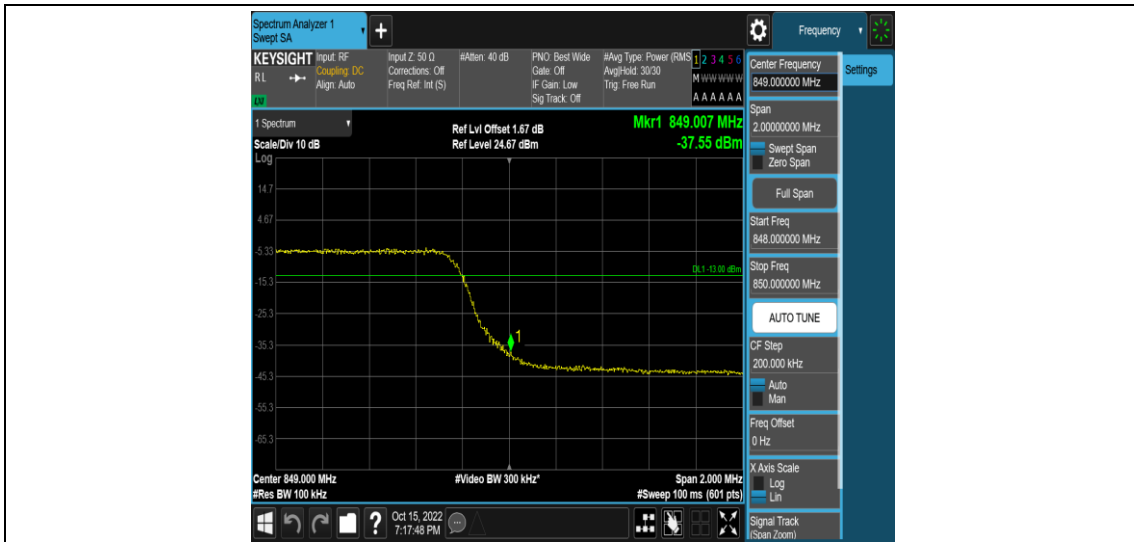 Spectrum Analyzer 1
Swept SA
+
Frequency
KEYSIGHT
RL
LXI
Input: RF
Coupling: DC
Align: Auto
Input Z: 50 Ω
Corrections: Off
Freq Ref: Int (S)
#Atten: 40 dB
PNO: Best Wide
Gate: Off
IF Gain: Low
Sig Track: Off
#Avg Type: Power (RMS
Avg|Hold: 30/30
Trig: Free Run
1 2 3 4 5 6
M W W W W W
A A A A A A
1 Spectrum
Scale/Div 10 dB
Log
Ref Lvl Offset 1.67 dB
Ref Level 24.67 dBm
Mkr1 849.007 MHz
-37.55 dBm
14.7
4.67
-5.33
-15.3
-25.3
-35.3
-45.3
-55.3
-65.3
DL1 -13.00 dBm
1
Center 849.000 MHz
#Res BW 100 kHz
#Video BW 300 kHz*
Span 2.000 MHz
#Sweep 100 ms (601 pts)
Center Frequency
849.000000 MHz
Settings
Span
2.00000000 MHz
Swept Span
Zero Span
Full Span
Start Freq
848.000000 MHz
Stop Freq
850.000000 MHz
AUTO TUNE
CF Step
200.000 kHz
Auto
Man
Freq Offset
0 Hz
X Axis Scale
Log
Lin
Signal Track
(Span Zoom)
?
Oct 15, 2022
7:17:48 PM